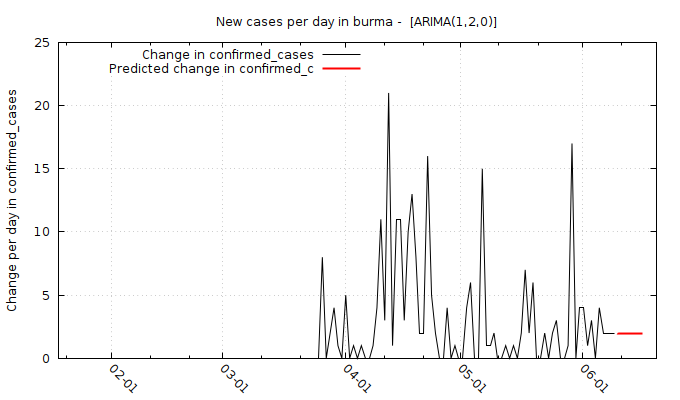 New cases per day in burma -  [ARIMA(1,2,0)]
Change in confirmed_cases
Predicted change in confirmed_c
Change per day in confirmed_cases
25
20
15
10
5
0
02-01
03-01
04-01
05-01
06-01